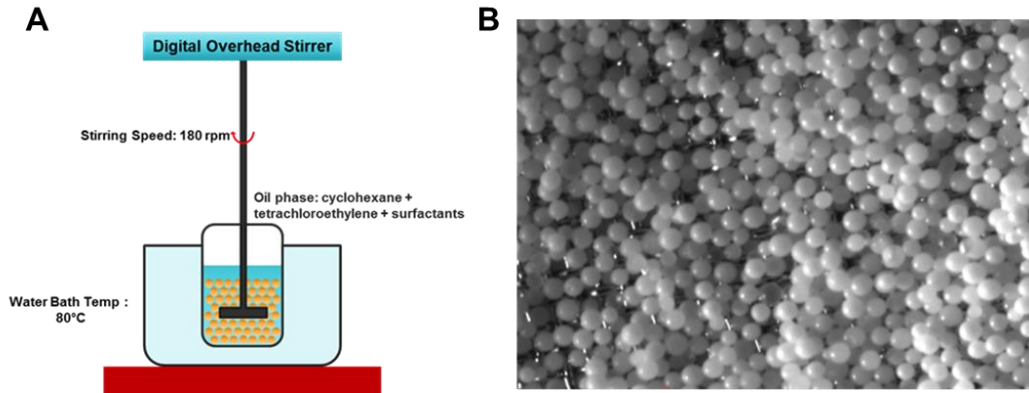 A
Digital Overhead Stirrer
Stirring Speed: 180 rpm
Oil phase: cyclohexane +
tetrachloroethylene + surfactants
Water Bath Temp :
80°C
B